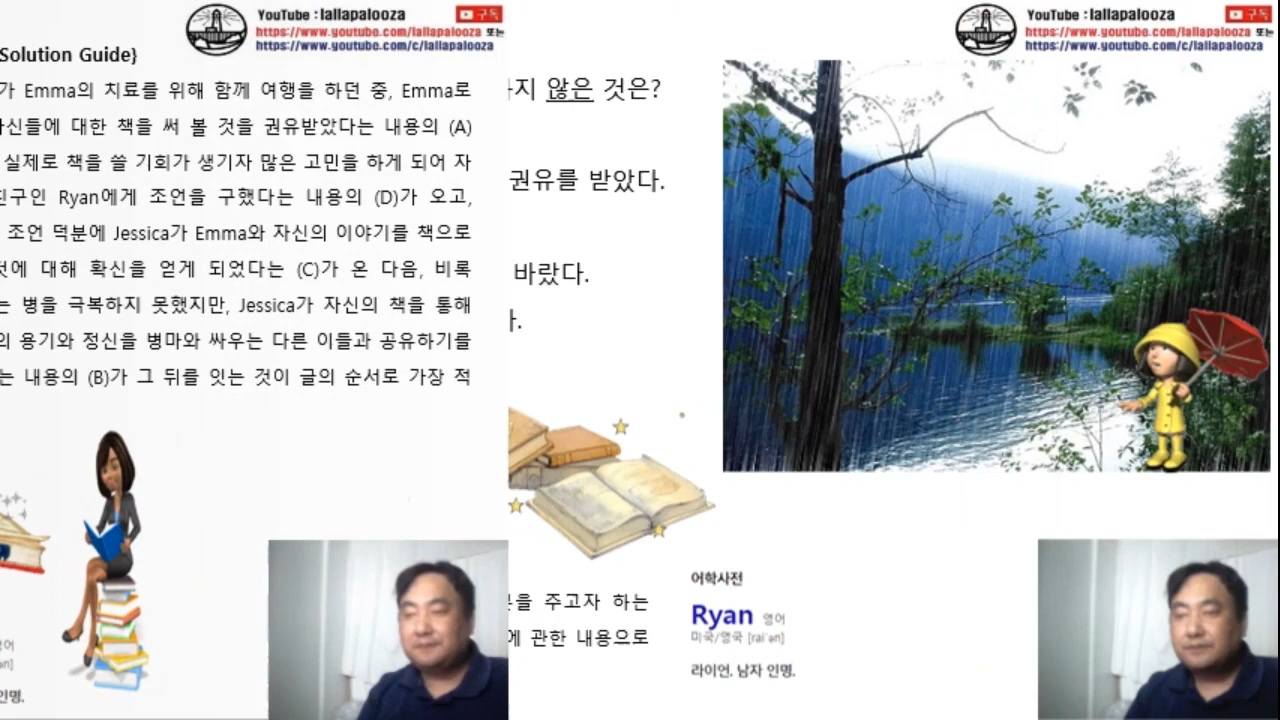 YouTube : lallapalooza
구독
https://www.youtube.com/lallapalooza 또는
https://www.youtube.com/c/lallapalooza
Solution Guide}
가 Emma의 치료를 위해 함께 여행을 하던 중, Emma로
자신들에 대한 책을 써 볼 것을 권유받았다는 내용의 (A)
실제로 책을 쓸 기회가 생기자 많은 고민을 하게 되어 자
친구인 Ryan에게 조언을 구했다는 내용의 (D)가 오고,
조언 덕분에 Jessica가 Emma와 자신의 이야기를 책으로
것에 대해 확신을 얻게 되었다는 (C)가 온 다음, 비록
는 병을 극복하지 못했지만, Jessica가 자신의 책을 통해
의 용기와 정신을 병마와 싸우는 다른 이들과 공유하기를
는 내용의 (B)가 그 뒤를 잇는 것이 글의 순서로 가장 적
인명.
하지 않은 것은?
권유를 받았다.
바랐다.
다.
을 주고자 하는
에 관한 내용으로
YouTube : lallapalooza
구독
https://www.youtube.com/lallapalooza 또는
https://www.youtube.com/c/lallapalooza
어학사전
Ryan 영어
미국/영국 [raiˈən]
라이언. 남자 인명.